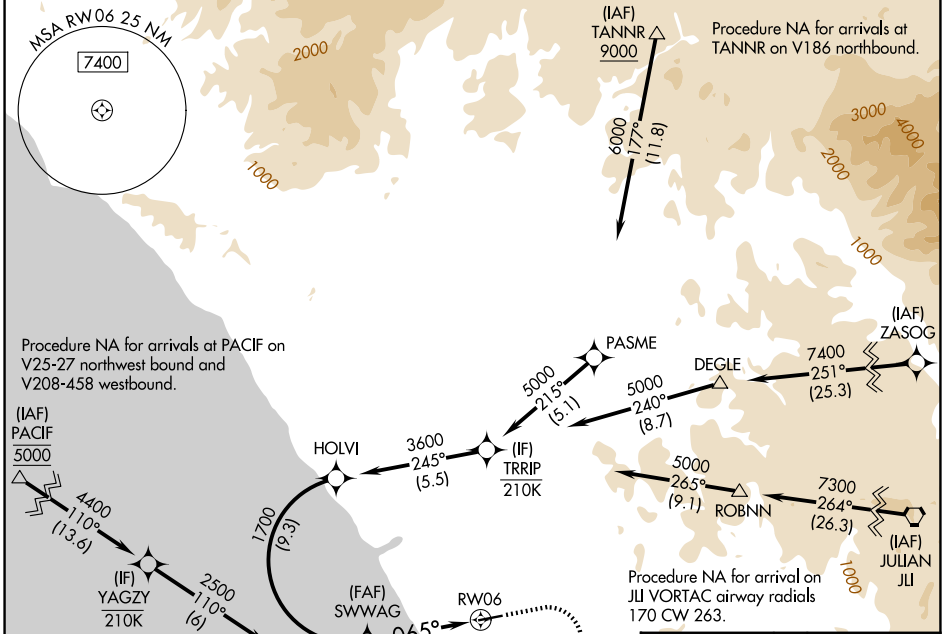 MSA RW06 25 NM
7400
2000
(IAF)
TANNR
9000
Procedure NA for arrivals at
TANNR on V186 northbound.
3000
4000
2000
1000
1000
6000
177°
(11.8)
Procedure NA for arrivals at PACIF on
V25-27 northwest bound and
V208-458 westbound.
(IAF)
PACIF
5000
4400
110°
(13.6)
(IF)
YAGZY
210K
2500
110°
(6)
HOLVI
1700
(9.3)
3600
245°
(5.5)
(IF)
TRRIP
210K
PASME
5000
215°
(5.1)
DEGLE
5000
240°
(8.7)
(IAF)
ZASOG
7400
251°
(25.3)
5000
265°
(9.1)
ROBNN
7300
264°
(26.3)
(IAF)
JULIAN
JLI
1000
Procedure NA for arrival on
JLI VORTAC airway radials
170 CW 263.
(FAF)
SWWAG
065°
RW06